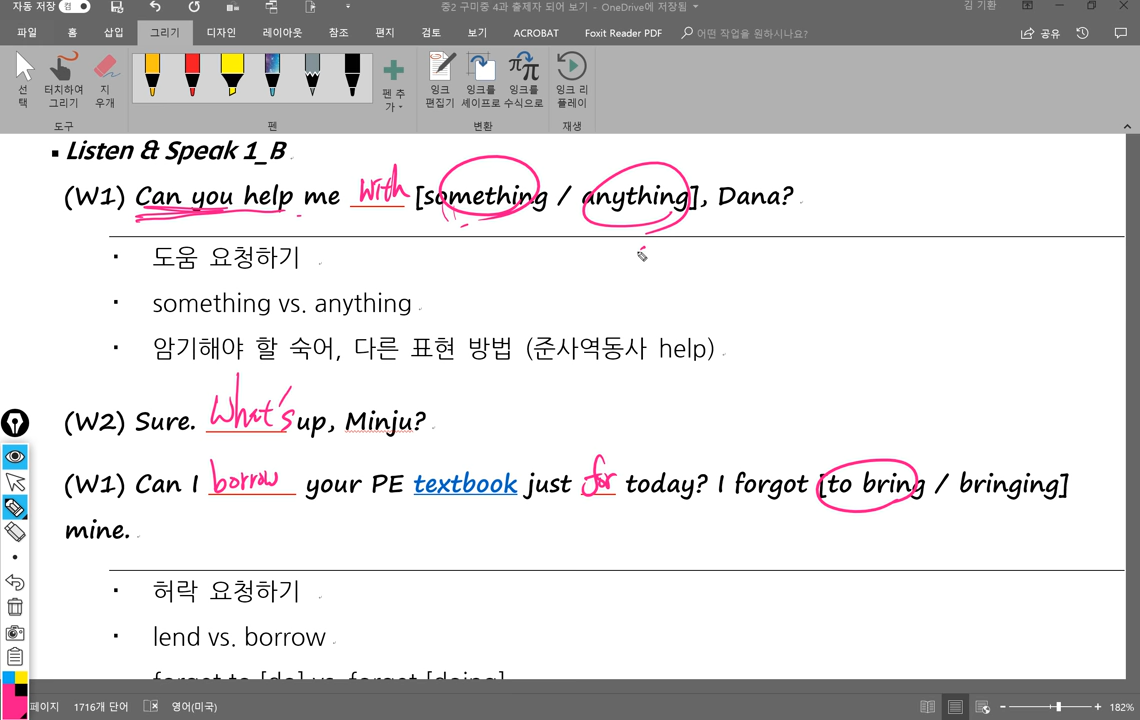 자동 저장 켬 중2 구미중 4과 출제자 되어 보기 - OneDrive에 저장됨 김 기환
파일 홈 삽입 그리기 디자인 레이아웃 참조 편지 검토 보기 ACROBAT Foxit Reader PDF 어떤 작업을 원하시나요? 공유
선택 터치하여 그리기 지우개 펜 추가 잉크 편집기 잉크를 셰이프로 잉크를 수식으로 잉크 리플레이
도구 펜 변환 재생
▪ Listen & Speak 1_B
(W1) Can you help me with [something / anything], Dana?
· 도움 요청하기
· something vs. anything
· 암기해야 할 숙어, 다른 표현 방법 (준사역동사 help)
(W2) Sure. What's up, Minju?
(W1) Can I borrow your PE textbook just for today? I forgot [to bring / bringing]
mine.
· 허락 요청하기
· lend vs. borrow
forget to [do] vs. forget [doing]
페이지 1716개 단어 영어(미국) 182%